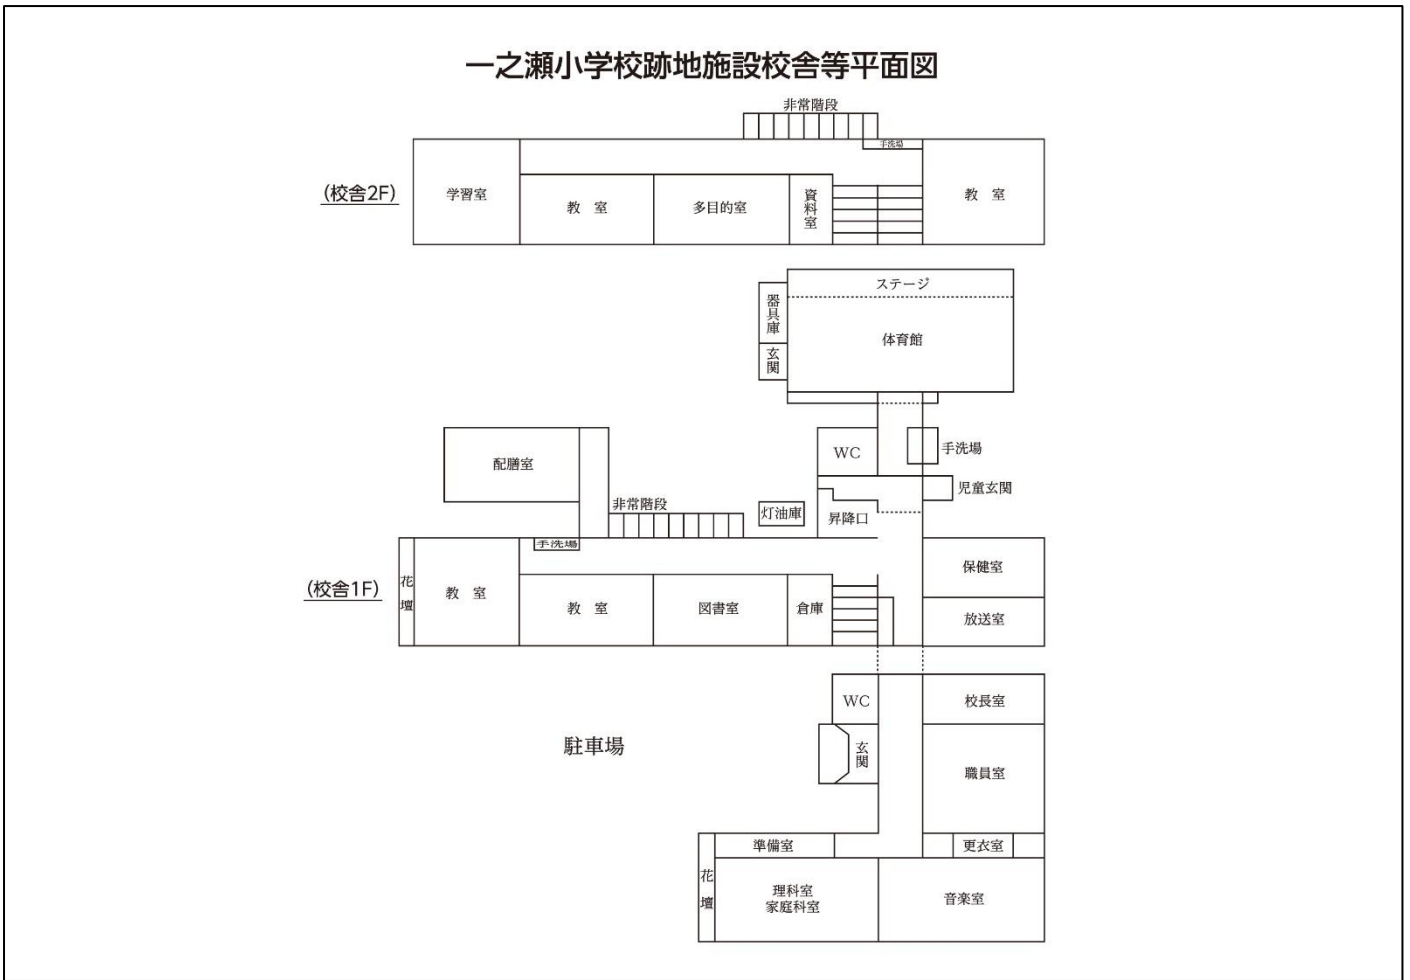 一之瀬小学校跡地施設校舎等平面図
非常階段
手洗場
(校舎2F)
学習室
教 室
多目的室
資料室
教 室
ステージ
器具庫
体育館
玄関
配膳室
WC
手洗場
児童玄関
非常階段
灯油庫
昇降口
手洗場
(校舎1F)
花壇
教 室
教 室
図書室
倉庫
保健室
放送室
WC
校長室
駐車場
玄関
職員室
準備室
更衣室
花壇
理科室
家庭科室
音楽室